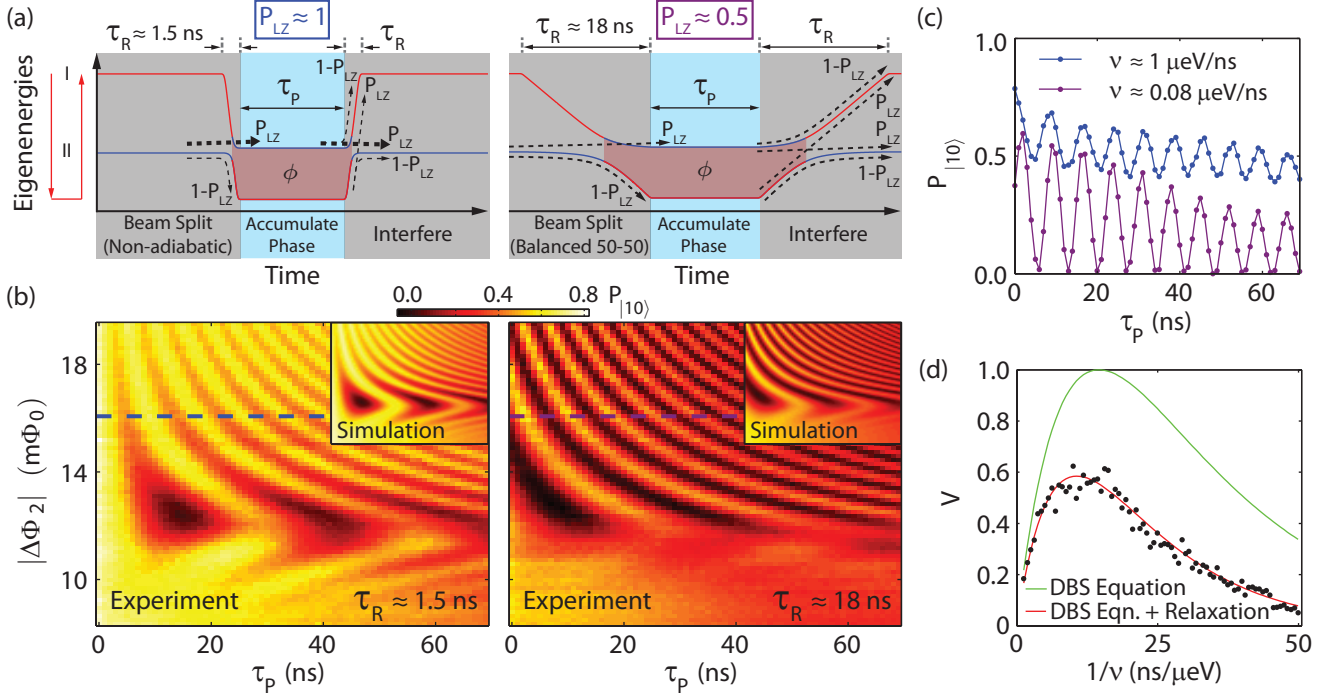 (a)
τR ≈ 1.5 ns
PLZ ≈ 1
τR
τR ≈ 18 ns
PLZ ≈ 0.5
τR
Eigenenergies
I
II
τP
PLZ
1-PLZ
ϕ
1-PLZ
PLZ
PLZ
1-PLZ
Beam Split
(Non-adiabatic)
Accumulate
Phase
Interfere
Time
τP
PLZ
1-PLZ
ϕ
1-PLZ
PLZ
PLZ
1-PLZ
Beam Split
(Balanced 50-50)
Accumulate
Phase
Interfere
Time
(b)
0.0 0.4 0.8 P|10⟩
|ΔΦ2| (mΦ0)
18
14
10
Simulation
Experiment
τR ≈ 1.5 ns
0 20 40 60
τP (ns)
Simulation
Experiment
τR ≈ 18 ns
0 20 40 60
τP (ns)
(c)
P|10⟩
1.0
0.5
0.0
ν ≈ 1 μeV/ns
ν ≈ 0.08 μeV/ns
0 20 40 60
τP (ns)
(d)
V
1.0
0.8
0.6
0.4
0.2
0
DBS Equation
DBS Eqn. + Relaxation
0 25 50
1/ν (ns/μeV)